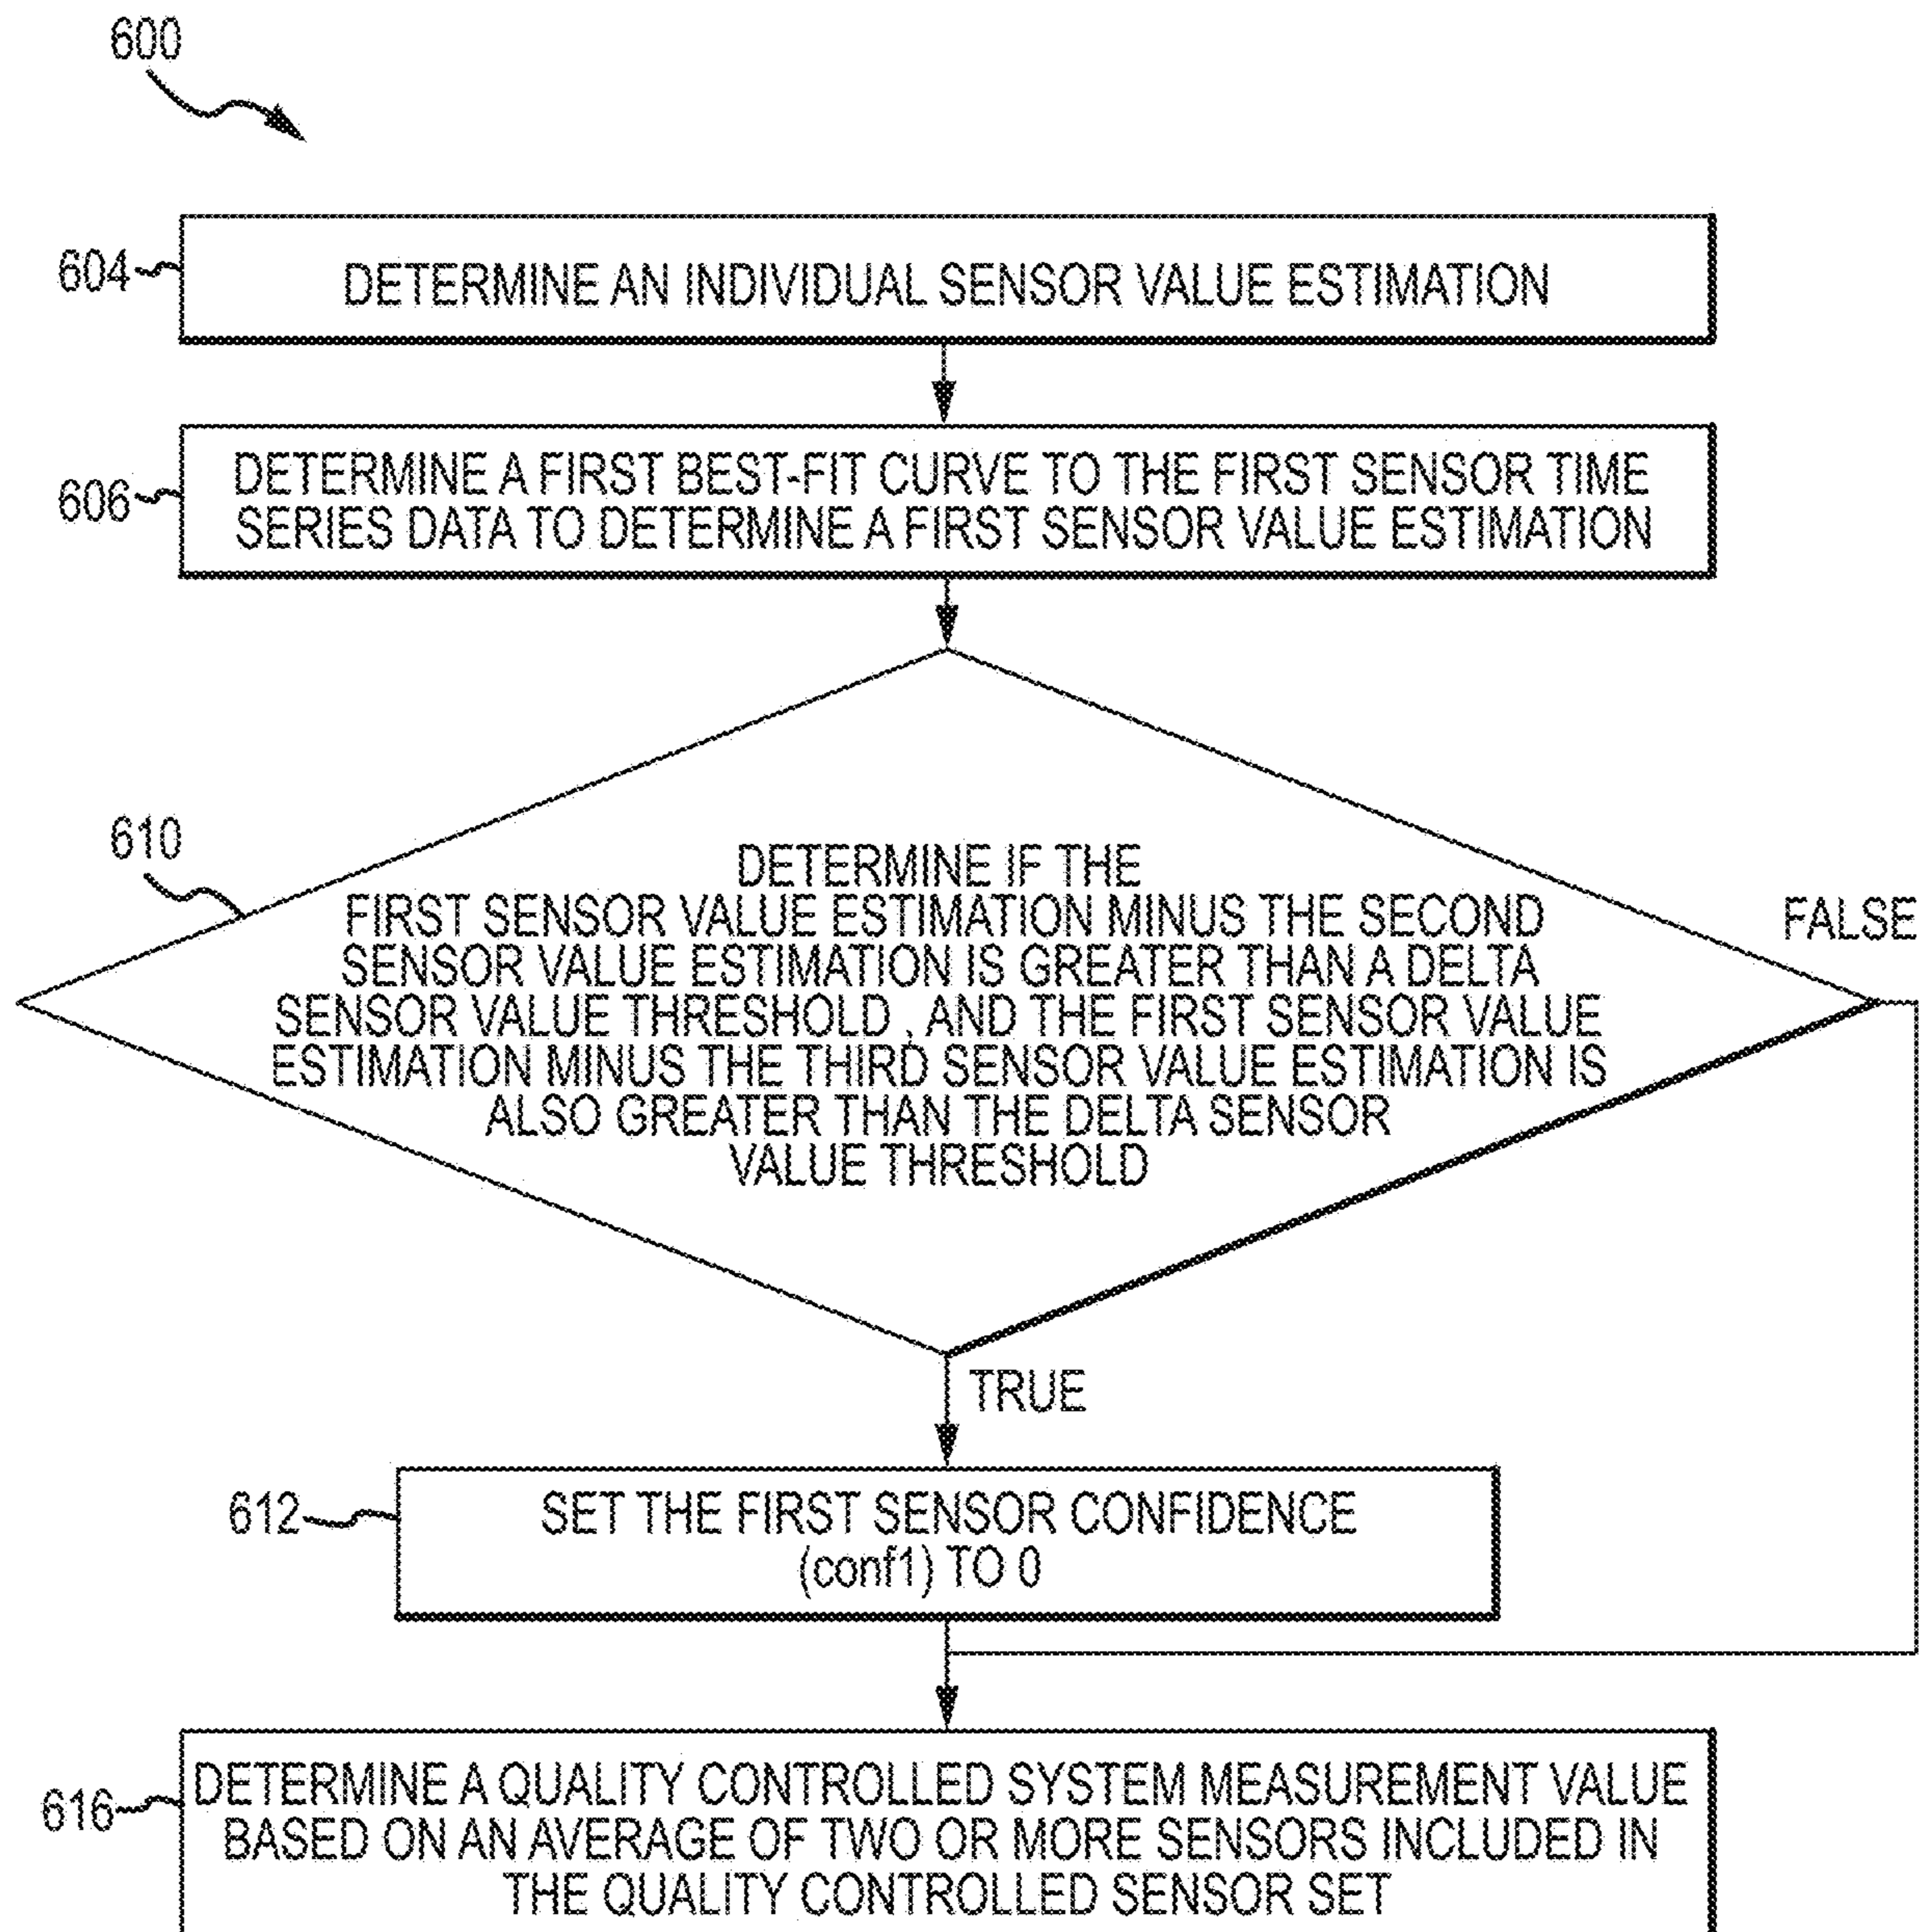 600
604
DETERMINE AN INDIVIDUAL SENSOR VALUE ESTIMATION
606
DETERMINE A FIRST BEST-FIT CURVE TO THE FIRST SENSOR TIME
SERIES DATA TO DETERMINE A FIRST SENSOR VALUE ESTIMATION
610
DETERMINE IF THE
FIRST SENSOR VALUE ESTIMATION MINUS THE SECOND
SENSOR VALUE ESTIMATION IS GREATER THAN A DELTA
SENSOR VALUE THRESHOLD , AND THE FIRST SENSOR VALUE
ESTIMATION MINUS THE THIRD SENSOR VALUE ESTIMATION IS
ALSO GREATER THAN THE DELTA SENSOR
VALUE THRESHOLD
FALSE
TRUE
612
SET THE FIRST SENSOR CONFIDENCE
(conf1) TO 0
616
DETERMINE A QUALITY CONTROLLED SYSTEM MEASUREMENT VALUE
BASED ON AN AVERAGE OF TWO OR MORE SENSORS INCLUDED IN
THE QUALITY CONTROLLED SENSOR SET